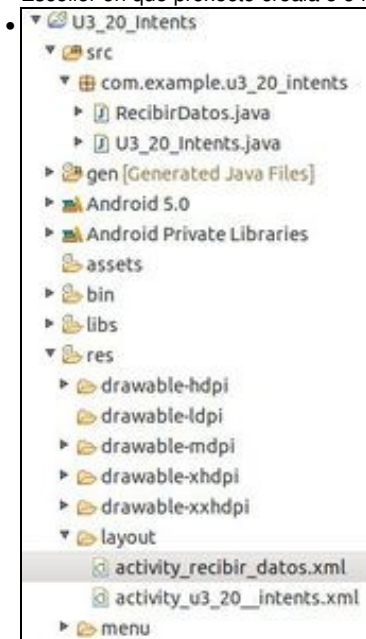 U3_20_Intents
src
com.example.u3_20_intents
RecibirDatos.java
U3_20_Intents.java
gen [Generated Java Files]
Android 5.0
Android Private Libraries
assets
bin
libs
res
drawable-hdpi
drawable-ldpi
drawable-mdpi
drawable-xhdpi
drawable-xxhdpi
layout
activity_recibir_datos.xml
activity_u3_20__intents.xml
menu